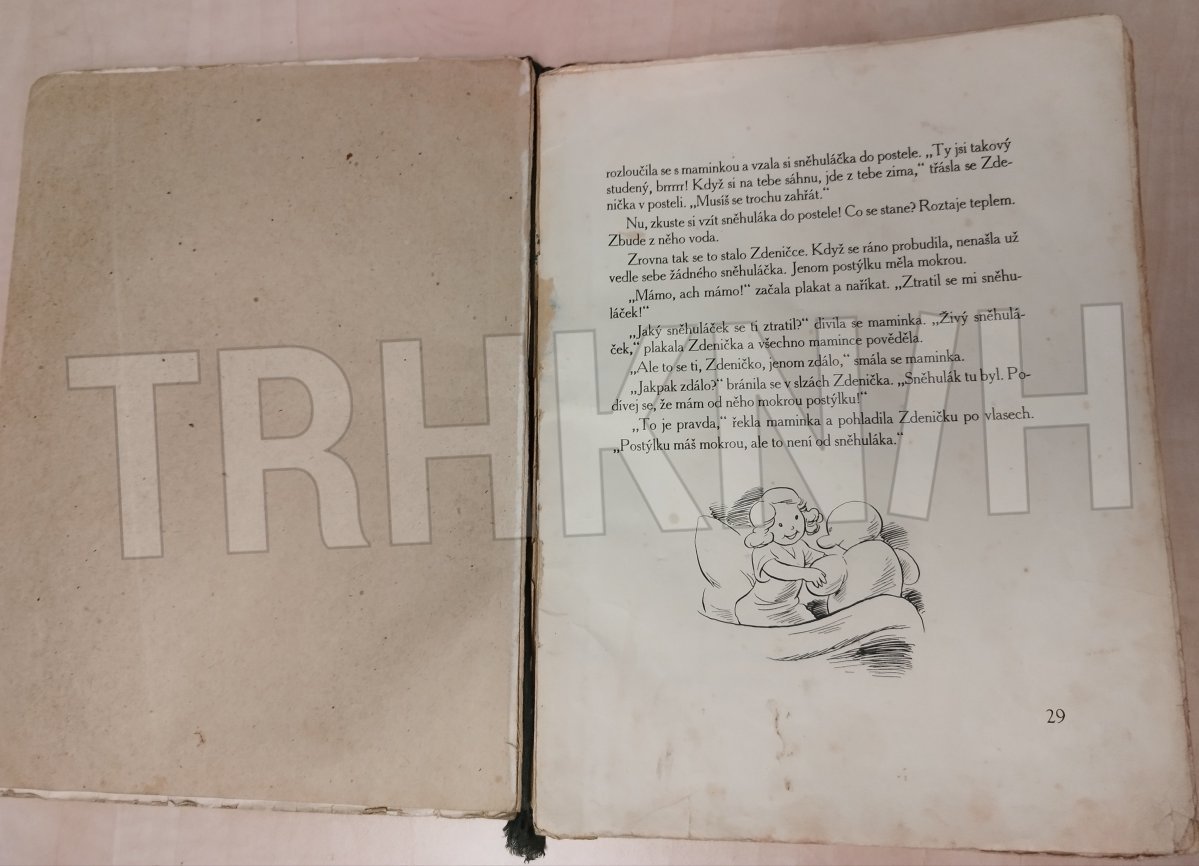 rozloučila se s maminkou a vzala si sněhuláčka do postele. „Ty jsi takový
studený, brrrrr! Když si na tebe sáhnu, jde z tebe zima,“ třásla se Zde-
nička v posteli. „Musíš se trochu zahřát.“
Nu, zkuste si vzít sněhuláka do postele! Co se stane? Roztaje teplem.
Zbude z něho voda.
Zrovna tak se to stalo Zdeničce. Když se ráno probudila, nenašla už
vedle sebe žádného sněhuláčka. Jenom postýlku měla mokrou.
„Mámo, ach mámo!“ začala plakat a naříkat. „Ztratil se mi sněhu-
láček!“
„Jaký sněhuláček se ti ztratil?“ divila se maminka. „Živý sněhulá-
ček,“ plakala Zdenička a všechno mamince pověděla.
„Ale to se ti, Zdeničko, jenom zdálo,“ smála se maminka.
„Jakpak zdálo?“ bránila se v slzách Zdenička. „Sněhulák tu byl. Po-
dívej se, že mám od něho mokrou postýlku!“
„To je pravda,“ řekla maminka a pohladila Zdeničku po vlasech.
„Postýlku máš mokrou, ale to není od sněhuláka.“
TRHKNIH
29